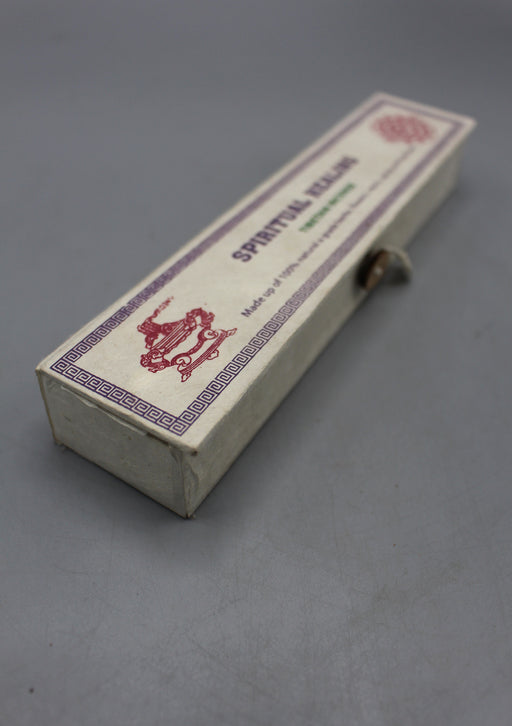 SPIRITUAL HEALING
TIBETAN INCENSE
Made up of 100% natural